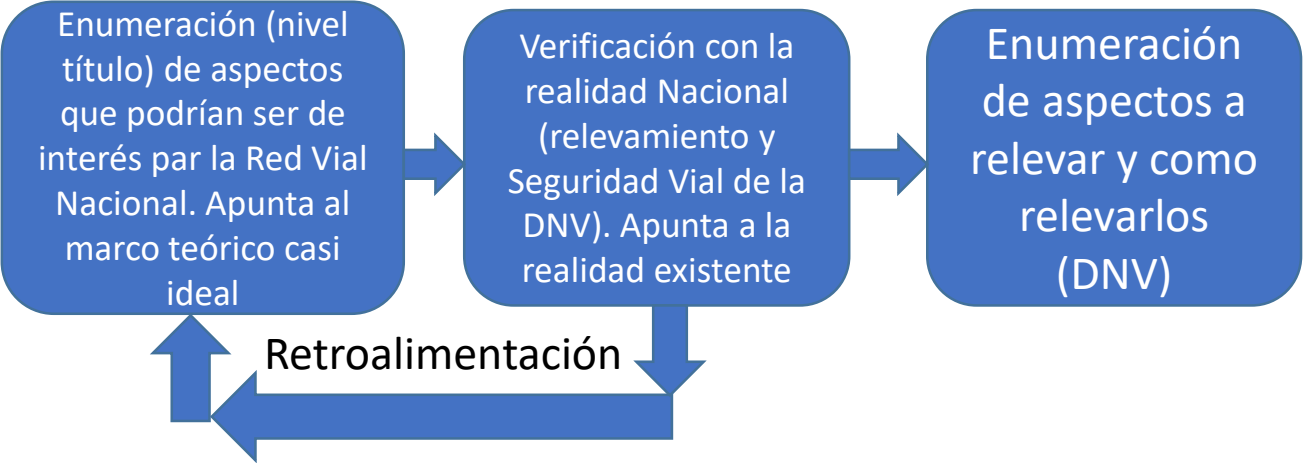 Enumeración (nivel
título) de aspectos
que podrían ser de
interés par la Red Vial
Nacional. Apunta al
marco teórico casi
ideal
Verificación con la
realidad Nacional
(relevamiento y
Seguridad Vial de la
DNV). Apunta a la
realidad existente
Enumeración
de aspectos a
relevar y como
relevarlos
(DNV)
Retroalimentación